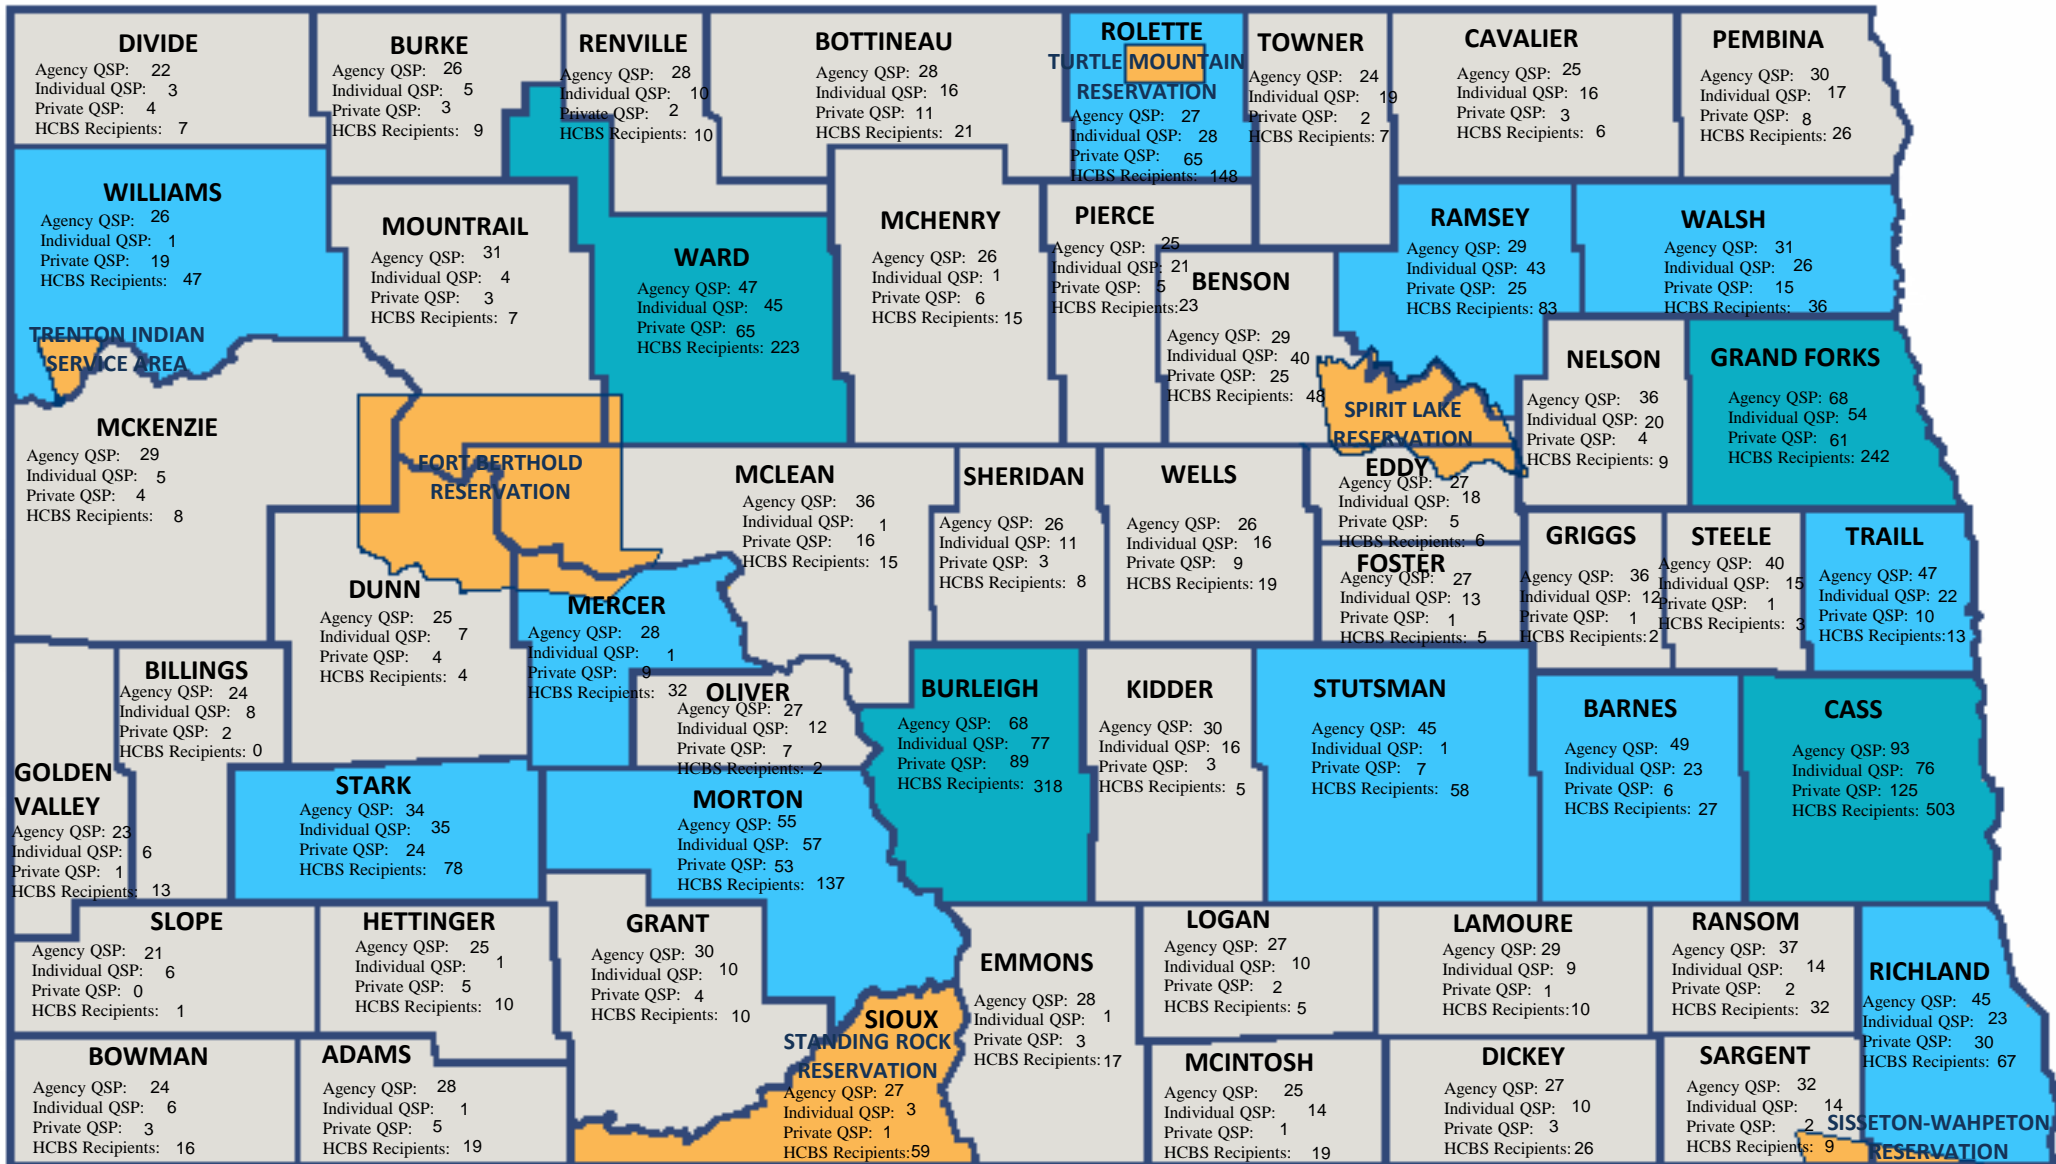 DIVIDE
Agency QSP: 22
Individual QSP: 3
Private QSP: 4
HCBS Recipients: 7
BURKE
Agency QSP: 26
Individual QSP: 5
Private QSP: 3
HCBS Recipients: 9
RENVILLE
Agency QSP: 28
Individual QSP: 10
Private QSP: 2
HCBS Recipients: 10
BOTTINEAU
Agency QSP: 28
Individual QSP: 16
Private QSP: 11
HCBS Recipients: 21
ROLETTE
TURTLE MOUNTAIN
RESERVATION
Agency QSP: 27
Individual QSP: 28
Private QSP: 65
HCBS Recipients: 148
TOWNER
Agency QSP: 24
Individual QSP: 19
Private QSP: 2
HCBS Recipients: 7
CAVALIER
Agency QSP: 25
Individual QSP: 16
Private QSP: 3
HCBS Recipients: 6
PEMBINA
Agency QSP: 30
Individual QSP: 17
Private QSP: 8
HCBS Recipients: 26
WILLIAMS
Agency QSP: 26
Individual QSP: 1
Private QSP: 19
HCBS Recipients: 47
TRENTON INDIAN
SERVICE AREA
MOUNTRAIL
Agency QSP: 31
Individual QSP: 4
Private QSP: 3
HCBS Recipients: 7
WARD
Agency QSP: 47
Individual QSP: 45
Private QSP: 65
HCBS Recipients: 223
MCHENRY
Agency QSP: 26
Individual QSP: 1
Private QSP: 6
HCBS Recipients: 15
PIERCE
Agency QSP: 25
Individual QSP: 21
Private QSP: 5
HCBS Recipients: 23
BENSON
Agency QSP: 29
Individual QSP: 40
Private QSP: 25
HCBS Recipients: 48
RAMSEY
Agency QSP: 29
Individual QSP: 43
Private QSP: 25
HCBS Recipients: 83
WALSH
Agency QSP: 31
Individual QSP: 26
Private QSP: 15
HCBS Recipients: 36
SPIRIT LAKE
RESERVATION
NELSON
Agency QSP: 36
Individual QSP: 20
Private QSP: 4
HCBS Recipients: 9
GRAND FORKS
Agency QSP: 68
Individual QSP: 54
Private QSP: 61
HCBS Recipients: 242
MCKENZIE
Agency QSP: 29
Individual QSP: 5
Private QSP: 4
HCBS Recipients: 8
FORT BERTHOLD
RESERVATION
MCLEAN
Agency QSP: 36
Individual QSP: 1
Private QSP: 16
HCBS Recipients: 15
SHERIDAN
Agency QSP: 26
Individual QSP: 11
Private QSP: 3
HCBS Recipients: 8
WELLS
Agency QSP: 26
Individual QSP: 16
Private QSP: 9
HCBS Recipients: 19
EDDY
Agency QSP: 27
Individual QSP: 18
Private QSP: 5
HCBS Recipients: 6
FOSTER
Agency QSP: 27
Individual QSP: 13
Private QSP: 1
HCBS Recipients: 5
GRIGGS
Agency QSP: 36
Individual QSP: 12
Private QSP: 1
HCBS Recipients: 2
STEELE
Agency QSP: 40
Individual QSP: 15
Private QSP: 1
HCBS Recipients: 3
TRAILL
Agency QSP: 47
Individual QSP: 22
Private QSP: 10
HCBS Recipients: 13
DUNN
Agency QSP: 25
Individual QSP: 7
Private QSP: 4
HCBS Recipients: 4
MERCER
Agency QSP: 28
Individual QSP: 1
Private QSP: 9
HCBS Recipients: 32
BILLINGS
Agency QSP: 24
Individual QSP: 8
Private QSP: 2
HCBS Recipients: 0
OLIVER
Agency QSP: 27
Individual QSP: 12
Private QSP: 7
HCBS Recipients: 2
BURLEIGH
Agency QSP: 68
Individual QSP: 77
Private QSP: 89
HCBS Recipients: 318
KIDDER
Agency QSP: 30
Individual QSP: 16
Private QSP: 3
HCBS Recipients: 5
STUTSMAN
Agency QSP: 45
Individual QSP: 1
Private QSP: 7
HCBS Recipients: 58
BARNES
Agency QSP: 49
Individual QSP: 23
Private QSP: 6
HCBS Recipients: 27
CASS
Agency QSP: 93
Individual QSP: 76
Private QSP: 125
HCBS Recipients: 503
GOLDEN
VALLEY
Agency QSP: 23
Individual QSP: 6
Private QSP: 1
HCBS Recipients: 13
STARK
Agency QSP: 34
Individual QSP: 35
Private QSP: 24
HCBS Recipients: 78
MORTON
Agency QSP: 55
Individual QSP: 57
Private QSP: 53
HCBS Recipients: 137
SLOPE
Agency QSP: 21
Individual QSP: 6
Private QSP: 0
HCBS Recipients: 1
HETTINGER
Agency QSP: 25
Individual QSP: 1
Private QSP: 5
HCBS Recipients: 10
GRANT
Agency QSP: 30
Individual QSP: 10
Private QSP: 4
HCBS Recipients: 10
EMMONS
Agency QSP: 28
Individual QSP: 1
Private QSP: 3
HCBS Recipients: 17
LOGAN
Agency QSP: 27
Individual QSP: 10
Private QSP: 2
HCBS Recipients: 5
LAMOURE
Agency QSP: 29
Individual QSP: 9
Private QSP: 1
HCBS Recipients: 10
RANSOM
Agency QSP: 37
Individual QSP: 14
Private QSP: 2
HCBS Recipients: 32
RICHLAND
Agency QSP: 45
Individual QSP: 23
Private QSP: 30
HCBS Recipients: 67
BOWMAN
Agency QSP: 24
Individual QSP: 6
Private QSP: 3
HCBS Recipients: 16
ADAMS
Agency QSP: 28
Individual QSP: 1
Private QSP: 5
HCBS Recipients: 19
SIOUX
STANDING ROCK
RESERVATION
Agency QSP: 27
Individual QSP: 3
Private QSP: 1
HCBS Recipients: 59
MCINTOSH
Agency QSP: 25
Individual QSP: 14
Private QSP: 1
HCBS Recipients: 19
DICKEY
Agency QSP: 27
Individual QSP: 10
Private QSP: 3
HCBS Recipients: 26
SARGENT
Agency QSP: 32
Individual QSP: 14
Private QSP: 2
HCBS Recipients: 9
SISSETON-WAHPETON
RESERVATION